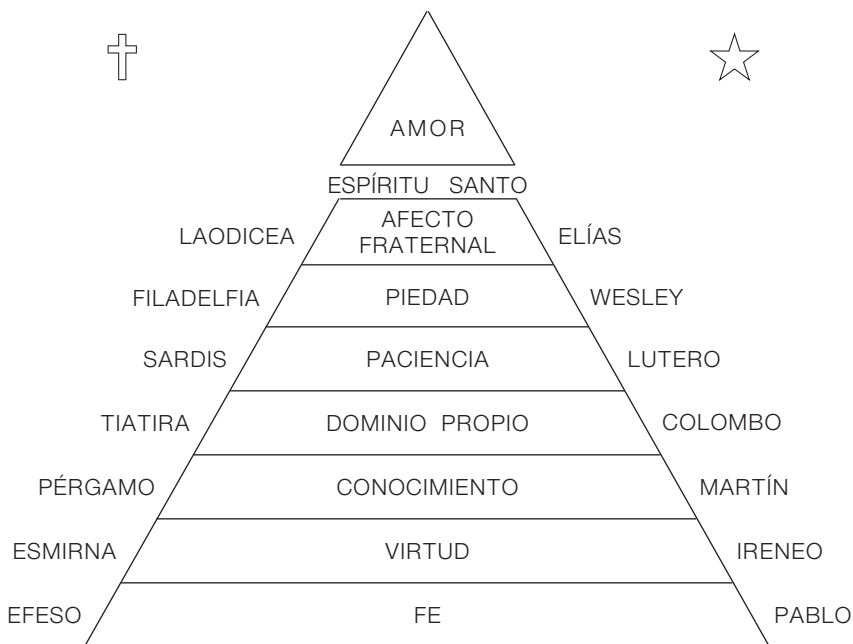 AMOR
ESPÍRITU SANTO
LAODICEA AFECTO FRATERNAL ELÍAS
FILADELFIA PIEDAD WESLEY
SARDIS PACIENCIA LUTERO
TIATIRA DOMINIO PROPIO COLOMBO
PÉRGAMO CONOCIMIENTO MARTÍN
ESMIRNA VIRTUD IRENEO
EFESO FE PABLO